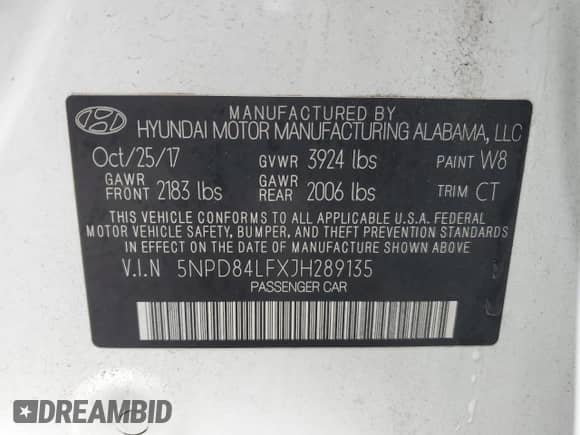 MANUFACTURED BY
HYUNDAI MOTOR MANUFACTURING ALABAMA, LLC
Oct/25/17 GVWR 3924 lbs PAINT W8
GAWR FRONT 2183 lbs GAWR REAR 2006 lbs TRIM CT
THIS VEHICLE CONFORMS TO ALL APPLICABLE U.S.A. FEDERAL
MOTOR VEHICLE SAFETY, BUMPER, AND THEFT PREVENTION STANDARDS
IN EFFECT ON THE DATE OF MANUFACTURE SHOWN ABOVE
V.I.N 5NPD84LFXJH289135
PASSENGER CAR
DREAMBID